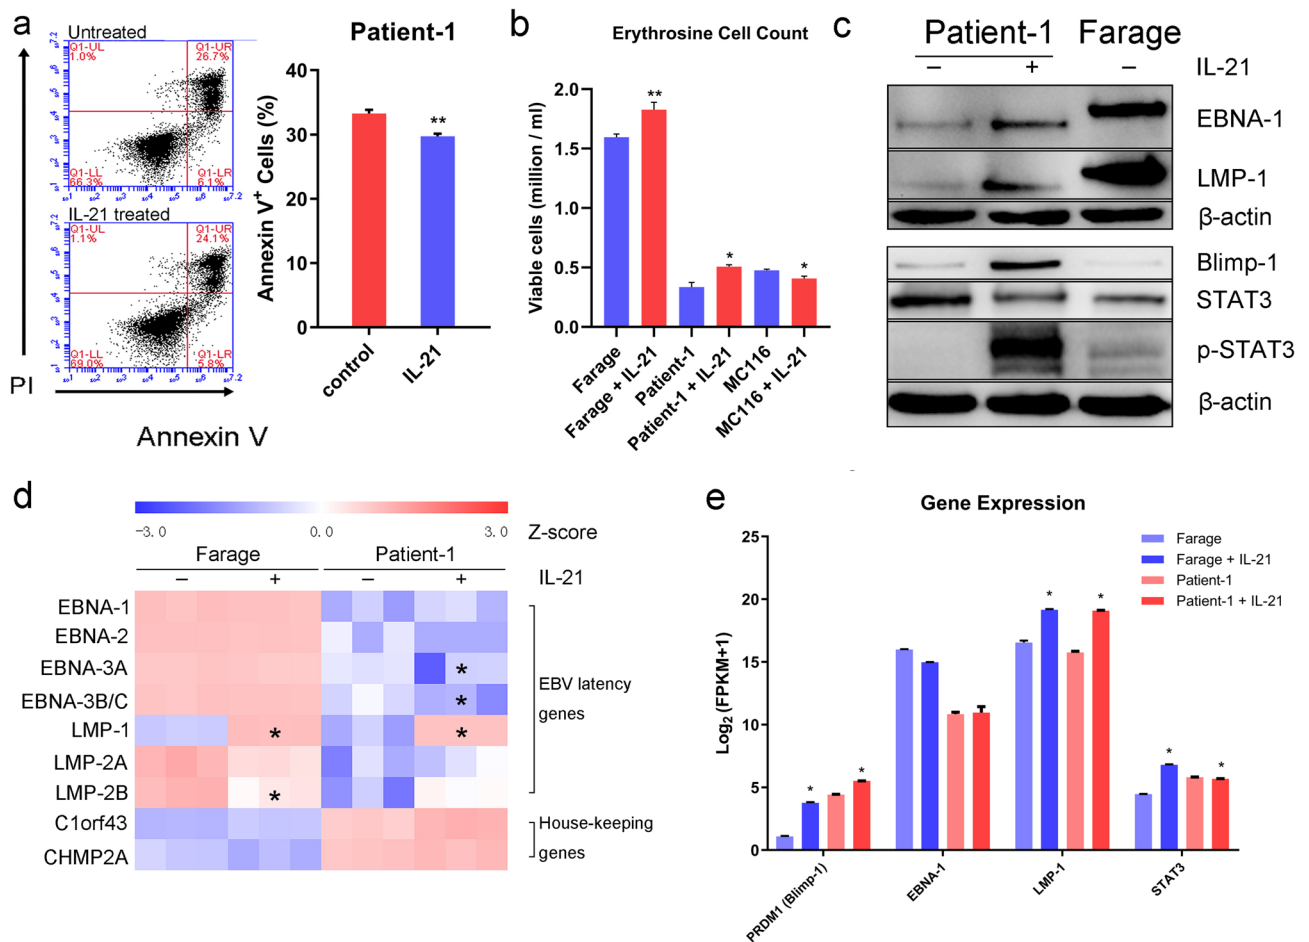 a
Untreated
Q1-UL
1.0%
Q1-UR
26.7%
Q1-LL
66.3%
Q1-LR
6.1%
IL-21 treated
Q1-UL
1.1%
Q1-UR
24.1%
Q1-LL
69.0%
Q1-LR
5.8%
PI
Annexin V
Patient-1
Annexin V+ Cells (%)
40
30
20
10
0
**
control
IL-21
b
Erythrosine Cell Count
Viable cells (million / ml)
2.0
1.5
1.0
0.5
0.0
**
*
*
Farage
Farage + IL-21
Patient-1
Patient-1 + IL-21
MC116
MC116 + IL-21
c
Patient-1 Farage
− + − IL-21
EBNA-1
LMP-1
β-actin
Blimp-1
STAT3
p-STAT3
β-actin
d
−3.0 0.0 3.0
Z-score
Farage Patient-1
− + − + IL-21
EBNA-1
EBNA-2
EBNA-3A *
EBNA-3B/C *
LMP-1 * *
LMP-2A
LMP-2B *
C1orf43
CHMP2A
EBV latency
genes
House-keeping
genes
e
Gene Expression
Log2 (FPKM+1)
25
20
15
10
5
0
Farage
Farage + IL-21
Patient-1
Patient-1 + IL-21
* * * * * *
PRDM1 (Blimp-1)
EBNA-1
LMP-1
STAT3